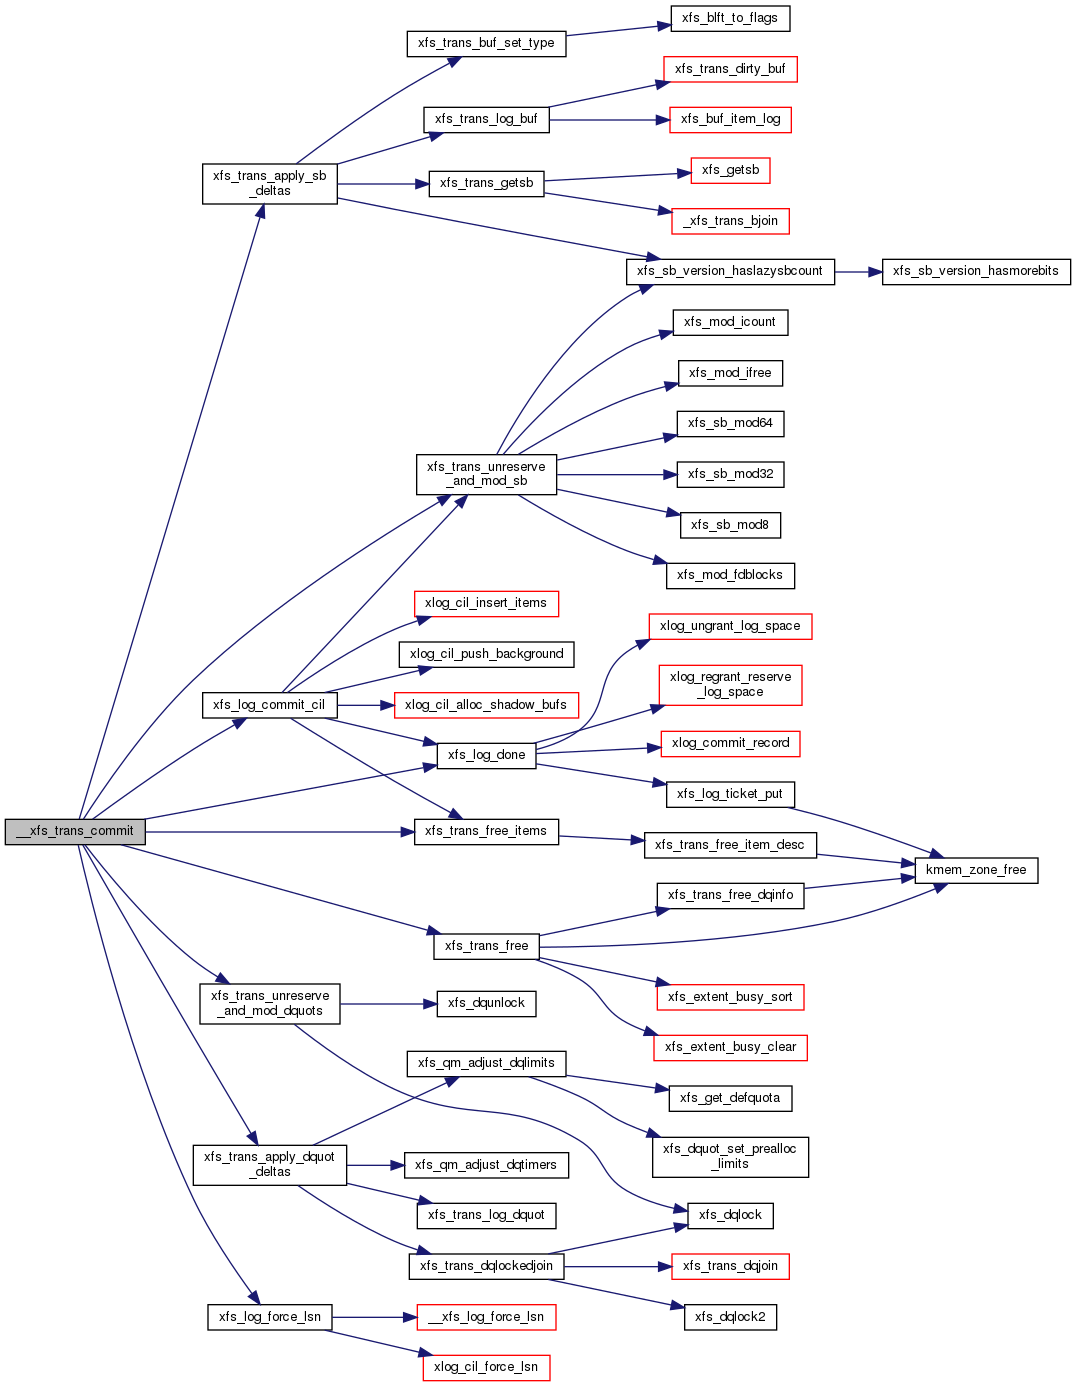 xfs_blft_to_flags
xfs_trans_buf_set_type
xfs_trans_dirty_buf
xfs_trans_log_buf
xfs_buf_item_log
xfs_trans_apply_sb
_deltas
xfs_trans_getsb
xfs_getsb
_xfs_trans_bjoin
xfs_sb_version_haslazysbcount
xfs_sb_version_hasmorebits
xfs_mod_icount
xfs_mod_ifree
xfs_sb_mod64
xfs_trans_unreserve
_and_mod_sb
xfs_sb_mod32
xfs_sb_mod8
xfs_mod_fdblocks
xlog_cil_insert_items
xlog_ungrant_log_space
xlog_cil_push_background
xlog_regrant_reserve
_log_space
xfs_log_commit_cil
xlog_cil_alloc_shadow_bufs
xfs_log_done
xlog_commit_record
xfs_log_ticket_put
__xfs_trans_commit
xfs_trans_free_items
xfs_trans_free_item_desc
kmem_zone_free
xfs_trans_free_dqinfo
xfs_trans_free
xfs_extent_busy_sort
xfs_trans_unreserve
_and_mod_dquots
xfs_dqunlock
xfs_extent_busy_clear
xfs_qm_adjust_dqlimits
xfs_get_defquota
xfs_dquot_set_prealloc
_limits
xfs_trans_apply_dquot
_deltas
xfs_qm_adjust_dqtimers
xfs_trans_log_dquot
xfs_dqlock
xfs_trans_dqlockedjoin
xfs_trans_dqjoin
xfs_dqlock2
xfs_log_force_lsn
__xfs_log_force_lsn
xlog_cil_force_lsn